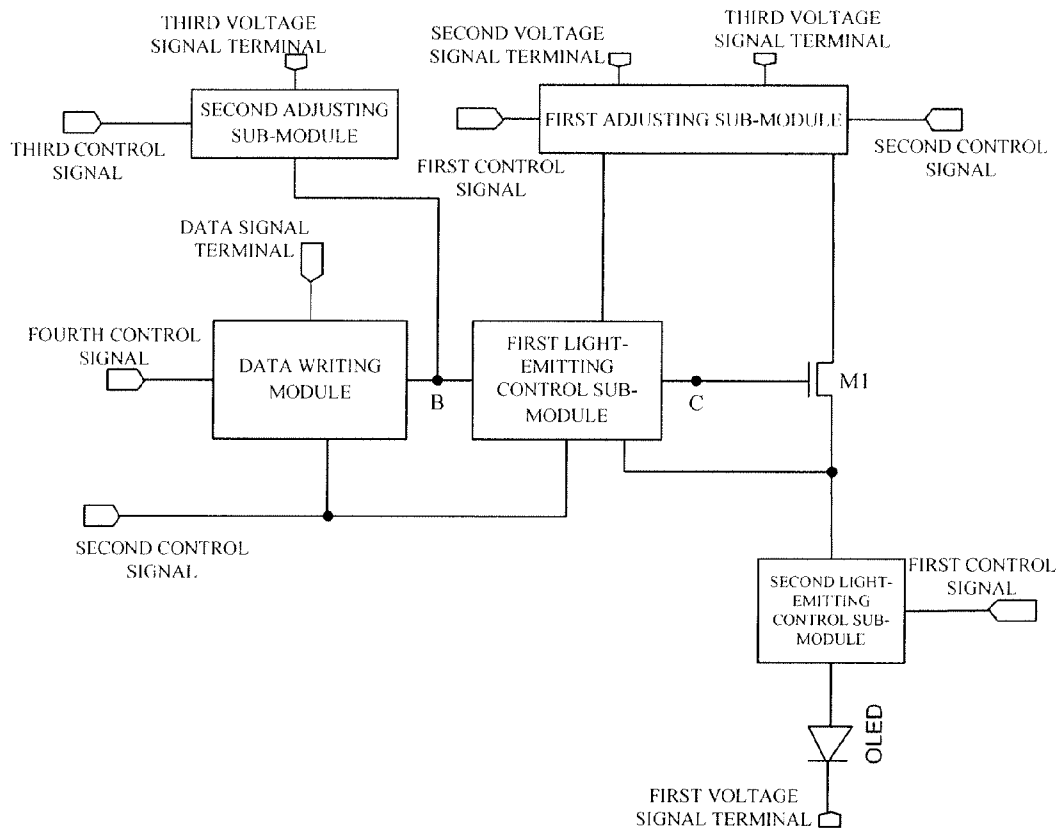 THIRD VOLTAGE
SIGNAL TERMINAL
SECOND VOLTAGE
SIGNAL TERMINAL
THIRD VOLTAGE
SIGNAL TERMINAL
SECOND ADJUSTING
SUB-MODULE
FIRST ADJUSTING SUB-MODULE
THIRD CONTROL
SIGNAL
FIRST CONTROL
SIGNAL
SECOND CONTROL
SIGNAL
DATA SIGNAL
TERMINAL
FOURTH CONTROL
SIGNAL
DATA WRITING
MODULE
B
FIRST LIGHT-
EMITTING
CONTROL SUB-
MODULE
C
M1
SECOND CONTROL
SIGNAL
SECOND LIGHT-
EMITTING
CONTROL SUB-
MODULE
FIRST CONTROL
SIGNAL
OLED
FIRST VOLTAGE
SIGNAL TERMINAL